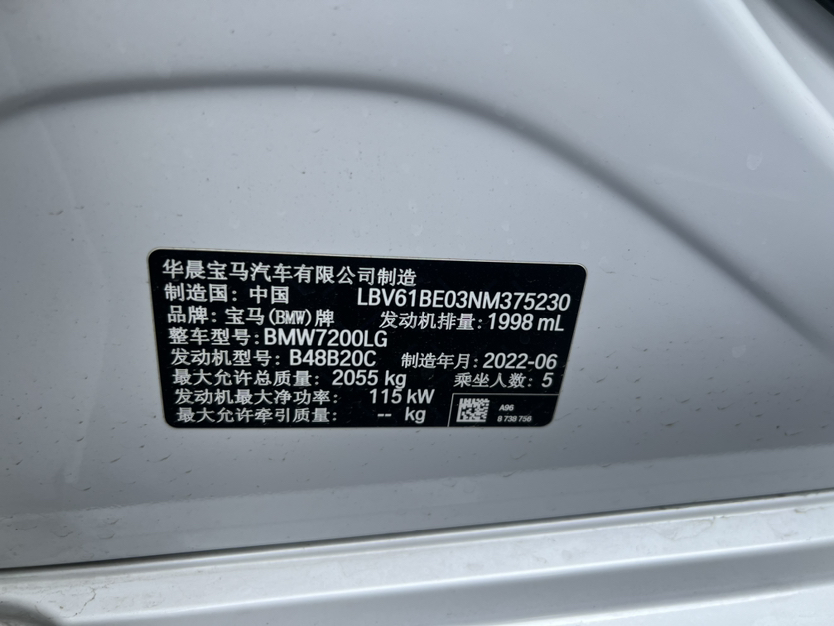 华晨宝马汽车有限公司制造
制造国: 中国 LBV61BE03NM375230
品牌: 宝马(BMW)牌 发动机排量: 1998 mL
整车型号: BMW7200LG
发动机型号: B48B20C 制造年月: 2022-06
最大允许总质量: 2055 kg 乘坐人数: 5
发动机最大净功率: 115 kW
最大允许牵引质量: -- kg
A96
8 738 756